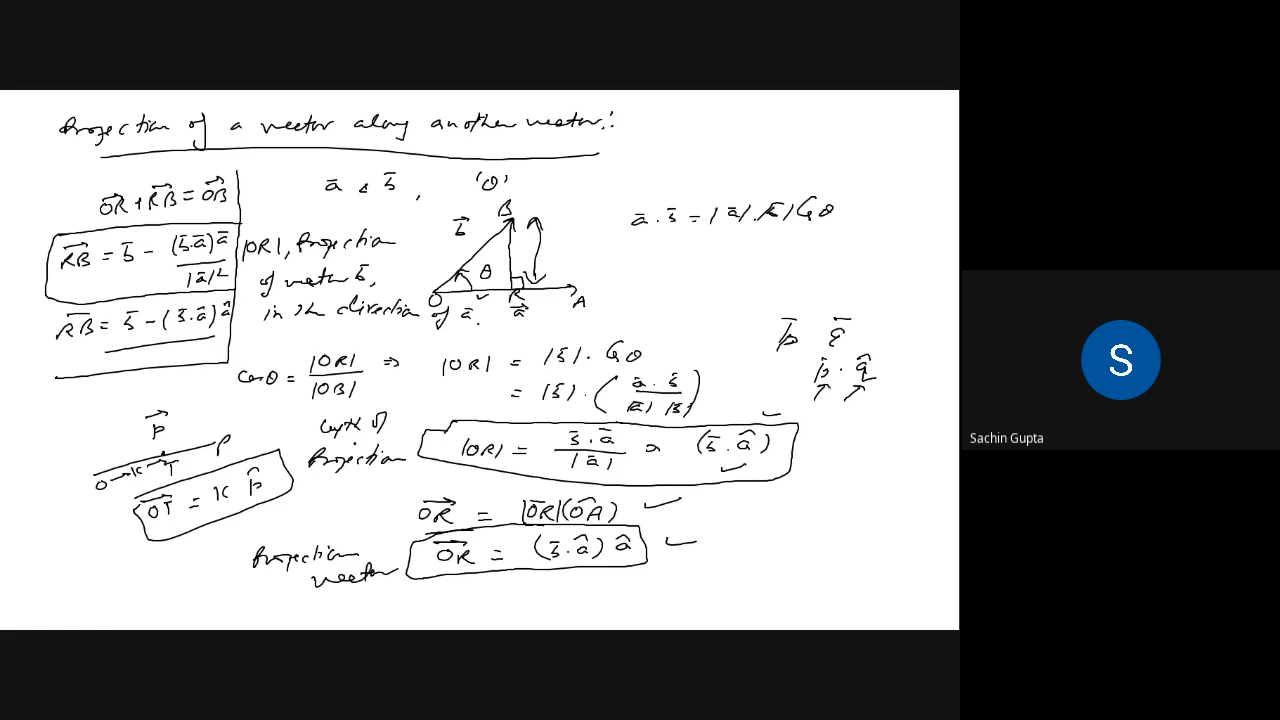 Projection of a vector along another vector:
OR⃗ + RB⃗ = OB⃗
RB⃗ = b̄ - (b̄.ā)ā / |ā|²
RB⃗ = b̄ - (b̄.â)â
ā & b̄, 'θ'
|OR|, Projection
of vector b̄,
in the direction of ā.
B
b⃗
θ
O R A
a⃗
ā . b̄ = |ā|.|b̄| Cos θ
Cos θ = |OR| / |OB| ⇒ |OR| = |b̄| . Cos θ
= |b̄| . ( ā . b̄ / |ā| |b̄| )
p̄ q̄
p̄ . q̂
length of
Projection
|OR| = b̄.ā / |ā| or (b̄.â)
p⃗
O K T P
OT⃗ = K p̂
OR⃗ = |OR|(OA)
Projection
vector
OR⃗ = (b̄.â) â
S
Sachin Gupta